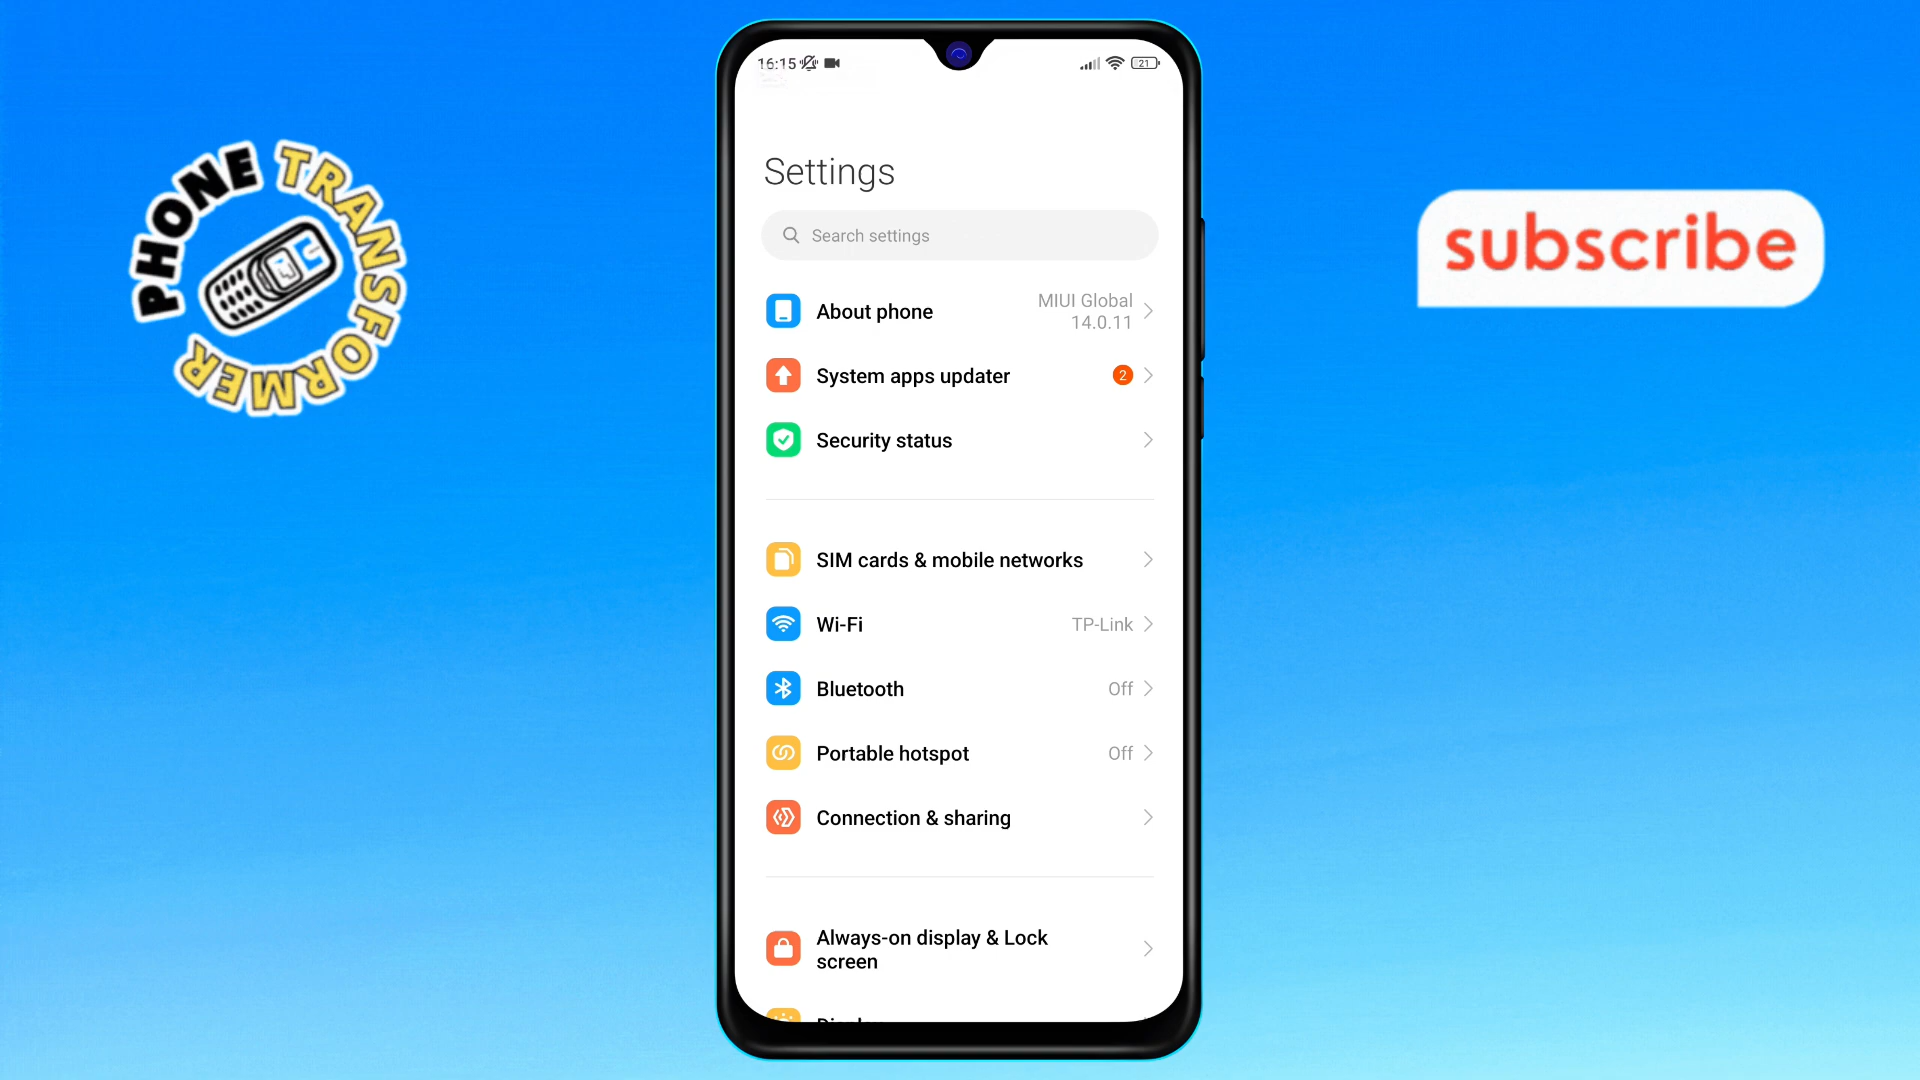 PHONE TRANSFORMER
subscribe
16:15
21
Settings
Search settings
About phone
MIUI Global
14.0.11
System apps updater
2
Security status
SIM cards & mobile networks
Wi-Fi
TP-Link
Bluetooth
Off
Portable hotspot
Off
Connection & sharing
Always-on display & Lock
screen